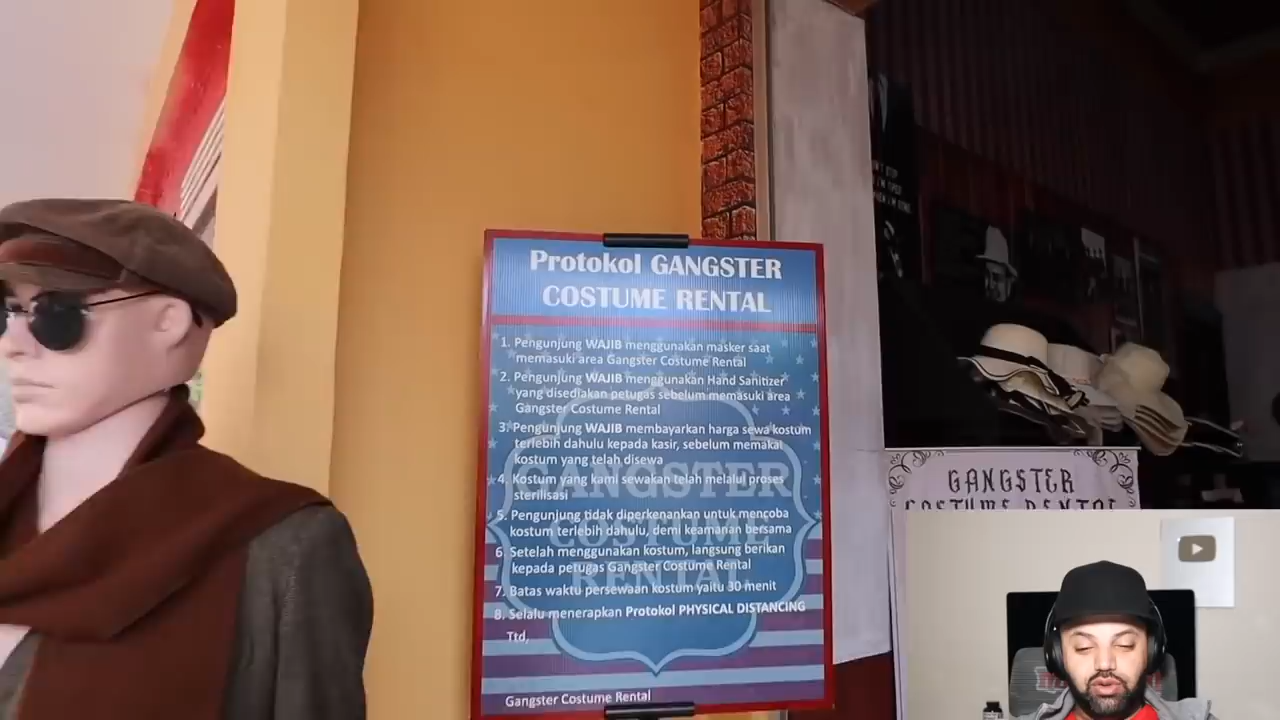 Protokol GANGSTER
COSTUME RENTAL
1. Pengunjung WAJIB menggunakan masker saat
memasuki area Gangster Costume Rental
2. Pengunjung WAJIB menggunakan Hand Sanitizer
yang disediakan petugas sebelum memasuki area
Gangster Costume Rental
3. Pengunjung WAJIB membayarkan harga sewa kostum
terlebih dahulu kepada kasir, sebelum memakai
kostum yang telah disewa
4. Kostum yang kami sewakan telah melalui proses
sterilisasi
5. Pengunjung tidak diperkenankan untuk mencoba
kostum terlebih dahulu, demi keamanan bersama
6. Setelah menggunakan kostum, langsung berikan
kepada petugas Gangster Costume Rental
7. Batas waktu persewaan kostum yaitu 30 menit
8. Selalu menerapkan Protokol PHYSICAL DISTANCING
Ttd,
Gangster Costume Rental
GANGSTER
COSTUME
RENTAL
GANGSTER
COSTUME RENTAL